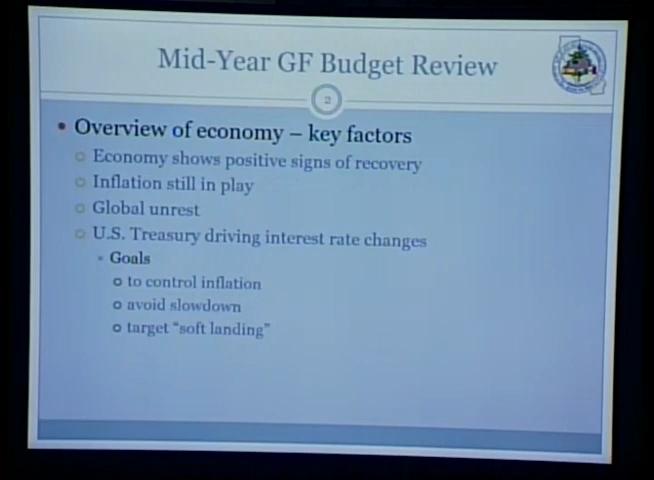 Mid-Year GF Budget Review
2
• Overview of economy – key factors
Economy shows positive signs of recovery
Inflation still in play
Global unrest
U.S. Treasury driving interest rate changes
Goals
to control inflation
avoid slowdown
target “soft landing”